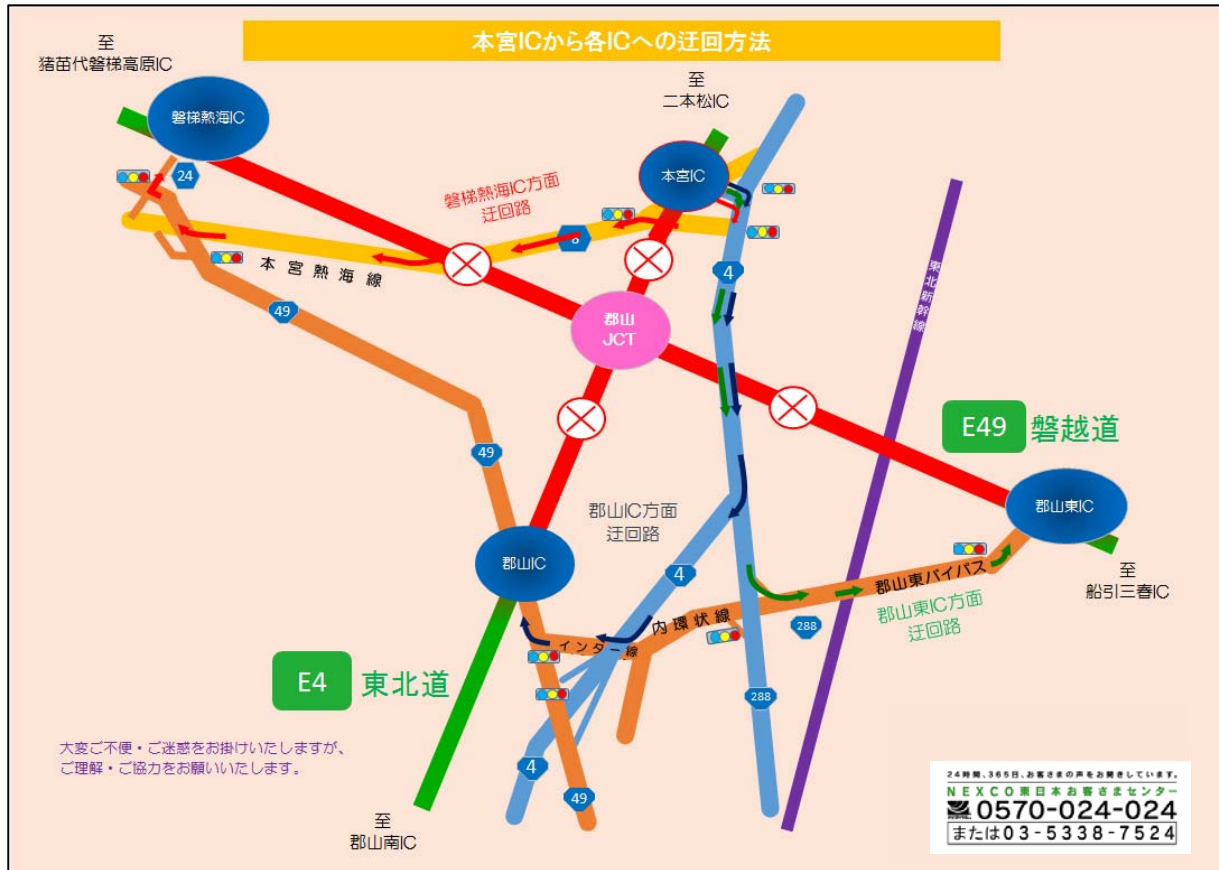 本宮ICから各ICへの迂回方法
至
猪苗代磐梯高原IC
磐梯熱海IC
至
二本松IC
本宮IC
24
磐梯熱海IC方面
迂回路
8
本宮熱海線
4
東北新幹線
49
郡山
JCT
E49 磐越道
49
郡山IC方面
迂回路
郡山東IC
郡山IC
4
郡山東バイパス
至
船引三春IC
郡山東IC方面
迂回路
内環状線
288
インター線
E4 東北道
288
大変ご不便・ご迷惑をお掛けいたしますが、
ご理解・ご協力をお願いいたします。
4
49
至
郡山南IC
24時間、365日、お客さまの声をお聞きしています。
NEXCO東日本お客さまセンター
0570-024-024
または03-5338-7524